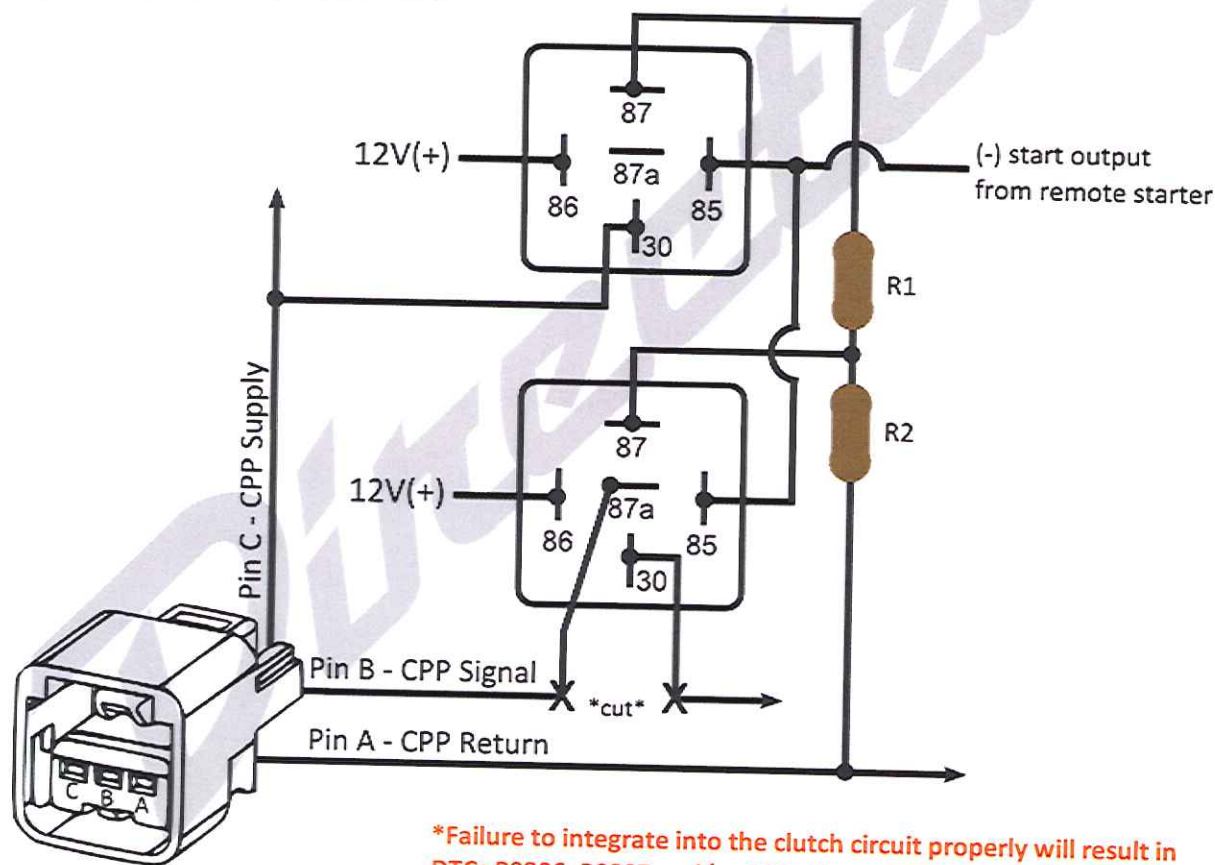 87
12V(+)
87a
86
85
30
(-) start output
from remote starter
R1
Pin C - CPP Supply
87
R2
12V(+)
87a
86
85
30
Pin B - CPP Signal
*cut*
Pin A - CPP Return
C B A
*Failure to integrate into the clutch circuit properly will result in